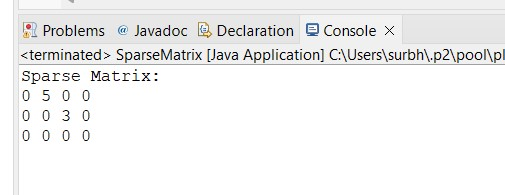 Problems @ Javadoc Declaration Console
<terminated> SparseMatrix [Java Application] C:\Users\surbh\.p2\pool\pl
Sparse Matrix:
0 5 0 0
0 0 3 0
0 0 0 0